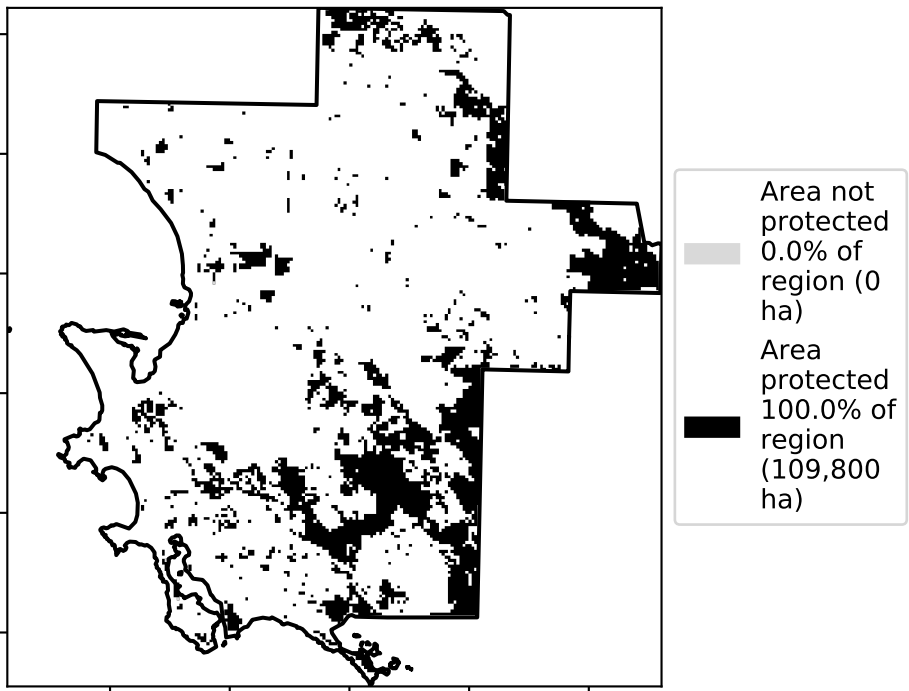 Area not
protected
0.0% of
region (0
ha)
Area
protected
100.0% of
region
(109,800
ha)